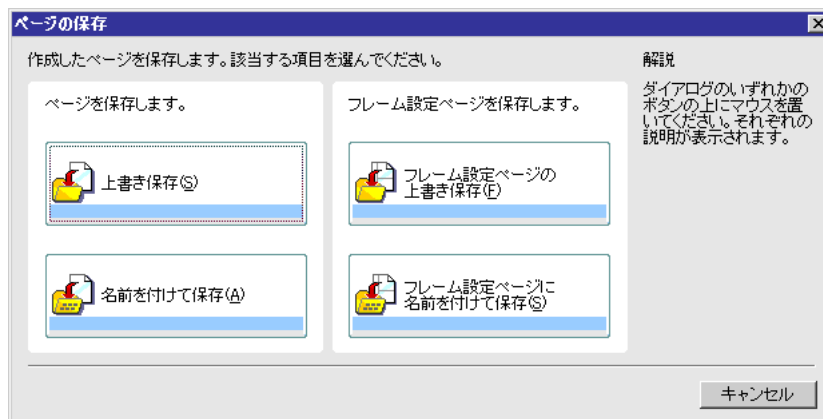 ページの保存
作成したページを保存します。該当する項目を選んでください。
ページを保存します。
上書き保存(S)
名前を付けて保存(A)
フレーム設定ページを保存します。
フレーム設定ページの
上書き保存(F)
フレーム設定ページに
名前を付けて保存(S)
解説
ダイアログのいずれかの
ボタンの上にマウスを置
いてください。それぞれの
説明が表示されます。
キャンセル